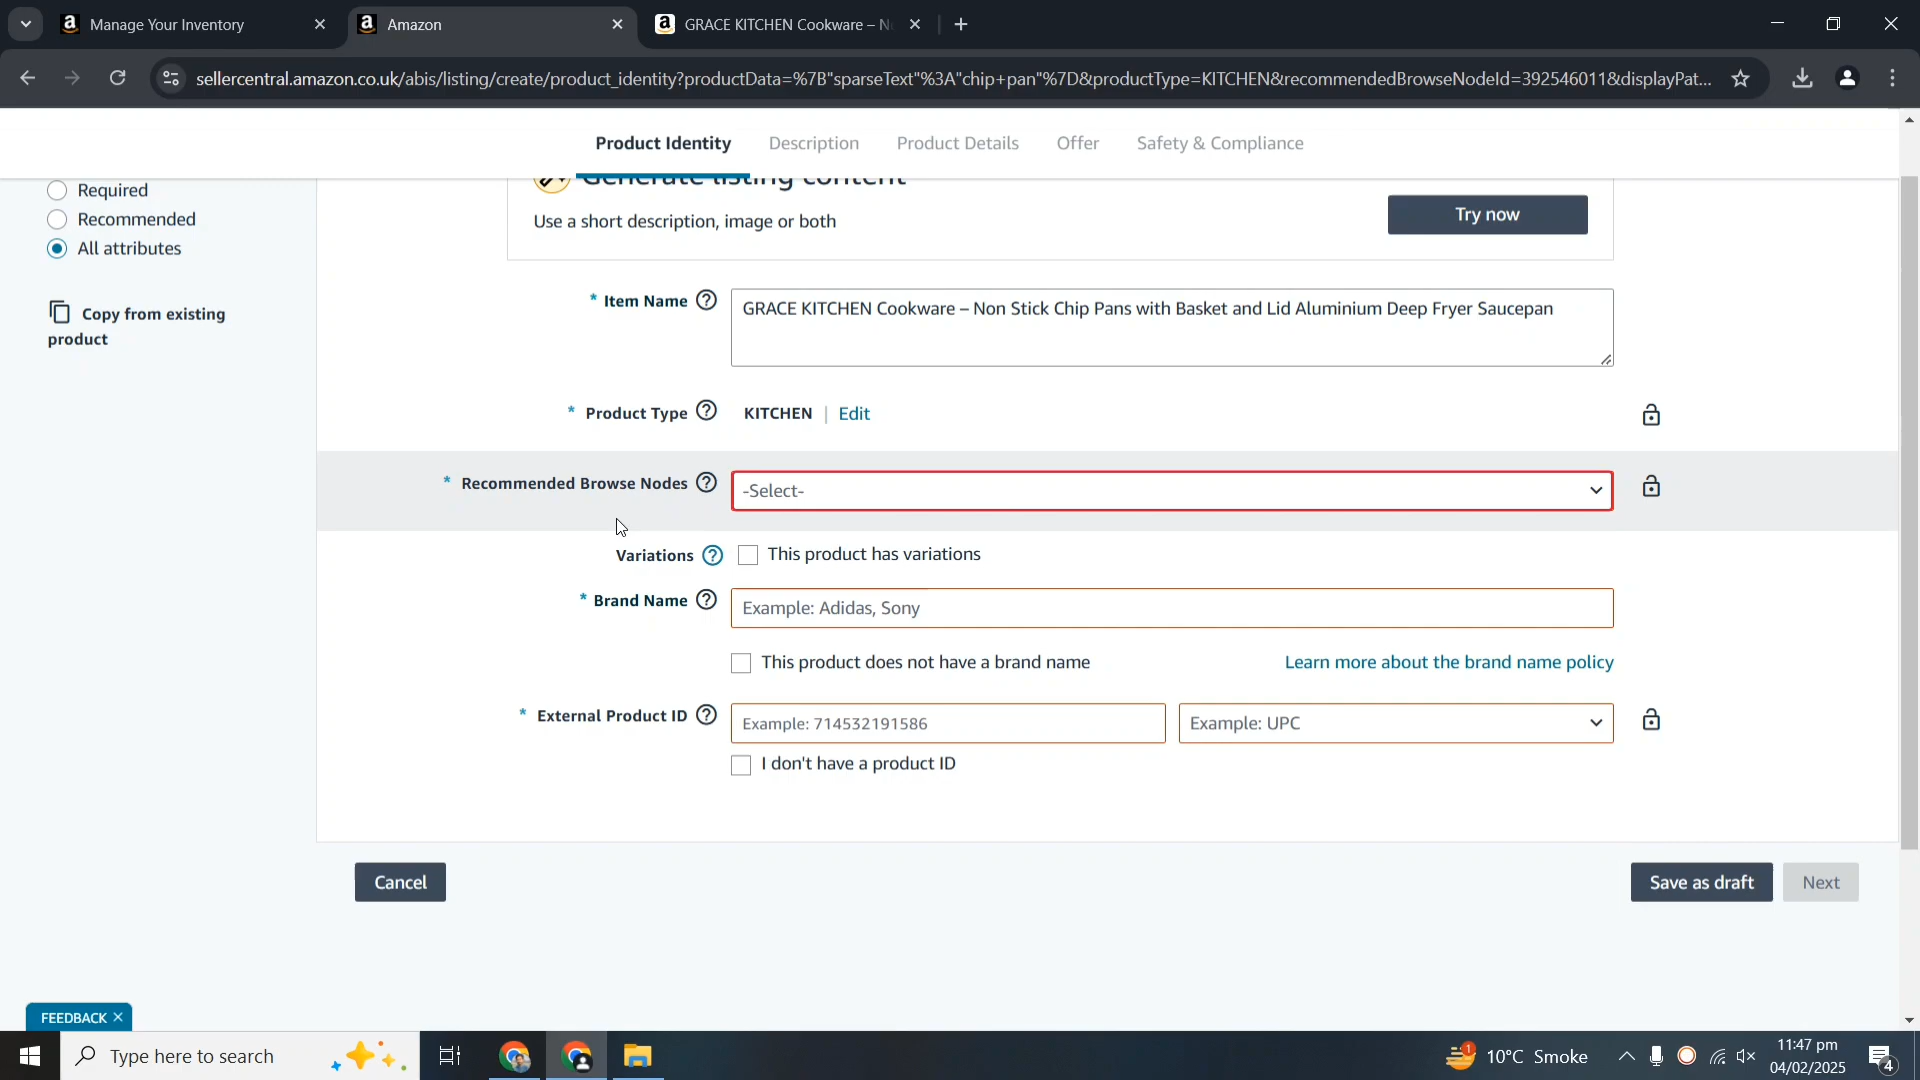 Manage Your Inventory
Amazon
GRACE KITCHEN Cookware – N
sellercentral.amazon.co.uk/abis/listing/create/product_identity?productData=%7B"sparseText"%3A"chip+pan"%7D&productType=KITCHEN&recommendedBrowseNodeId=392546011&displayPat...
Product Identity
Description
Product Details
Offer
Safety & Compliance
Required
Recommended
All attributes
Copy from existing
product
Generate listing content
Use a short description, image or both
Try now
* Item Name
GRACE KITCHEN Cookware – Non Stick Chip Pans with Basket and Lid Aluminium Deep Fryer Saucepan
* Product Type
KITCHEN | Edit
* Recommended Browse Nodes
-Select-
Variations
This product has variations
* Brand Name
Example: Adidas, Sony
This product does not have a brand name
Learn more about the brand name policy
* External Product ID
Example: 714532191586
Example: UPC
I don't have a product ID
Cancel
Save as draft
Next
FEEDBACK
Type here to search
1
10°C Smoke
11:47 pm
04/02/2025
4